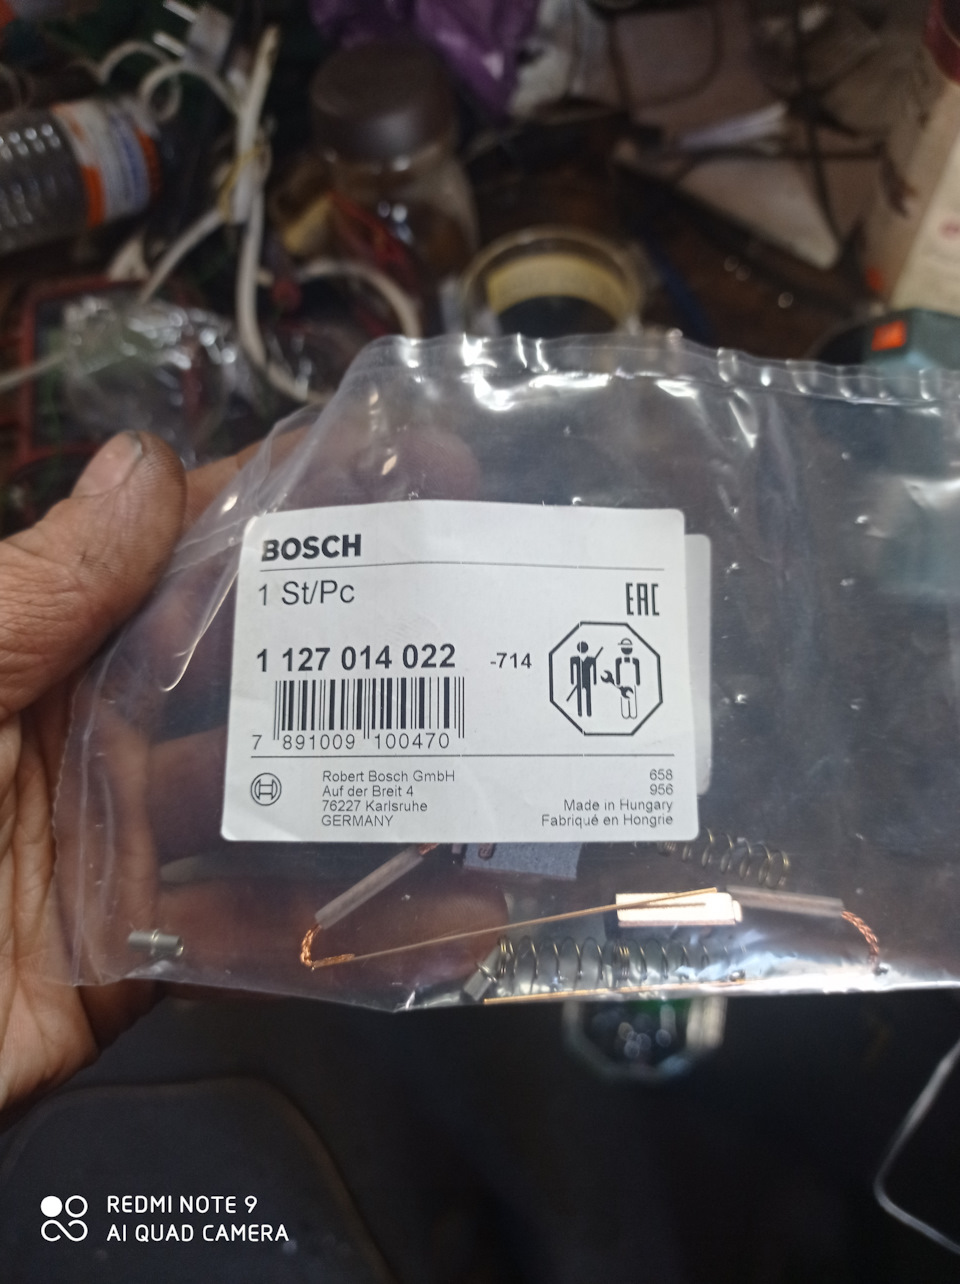 BOSCH
1 St/Pc
EAC
1 127 014 022 -714
7 891009 100470
Robert Bosch GmbH
Auf der Breit 4
76227 Karlsruhe
GERMANY
658
956
Made in Hungary
Fabriqué en Hongrie
REDMI NOTE 9
AI QUAD CAMERA